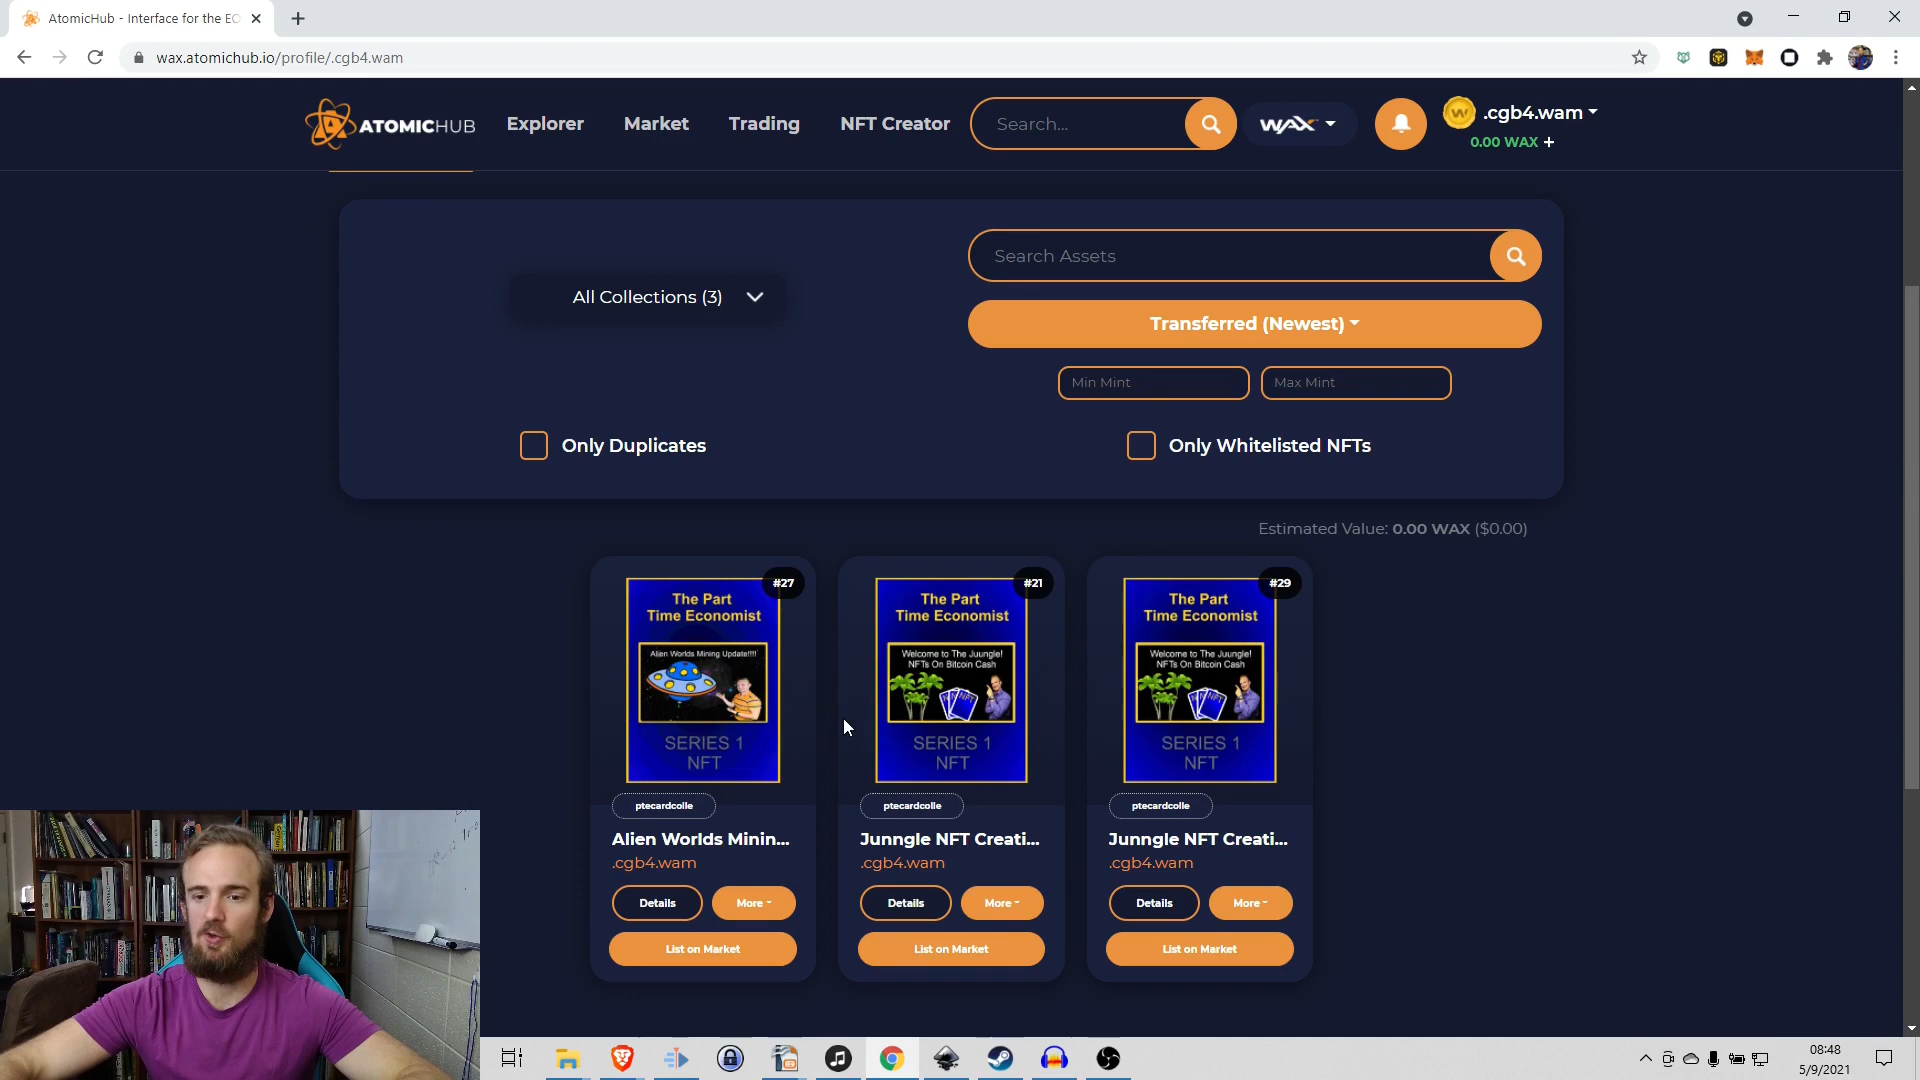 AtomicHub - Interface for the EO
wax.atomichub.io/profile/.cgb4.wam
ATOMICHUB
Explorer
Market
Trading
NFT Creator
Search...
WAX
.cgb4.wam
0.00 WAX +
All Collections (3)
Search Assets
Transferred (Newest)
Min Mint
Max Mint
Only Duplicates
Only Whitelisted NFTs
Estimated Value: 0.00 WAX ($0.00)
#27
The Part
Time Economist
Alien Worlds Mining Update!!!!
SERIES 1
NFT
ptecardcolle
Alien Worlds Minin...
.cgb4.wam
Details
More
List on Market
#21
The Part
Time Economist
Welcome to The Juungle!
NFTs On Bitcoin Cash
SERIES 1
NFT
ptecardcolle
Junngle NFT Creati...
.cgb4.wam
Details
More
List on Market
#29
The Part
Time Economist
Welcome to The Juungle!
NFTs On Bitcoin Cash
SERIES 1
NFT
ptecardcolle
Junngle NFT Creati...
.cgb4.wam
Details
More
List on Market
08:48
5/9/2021